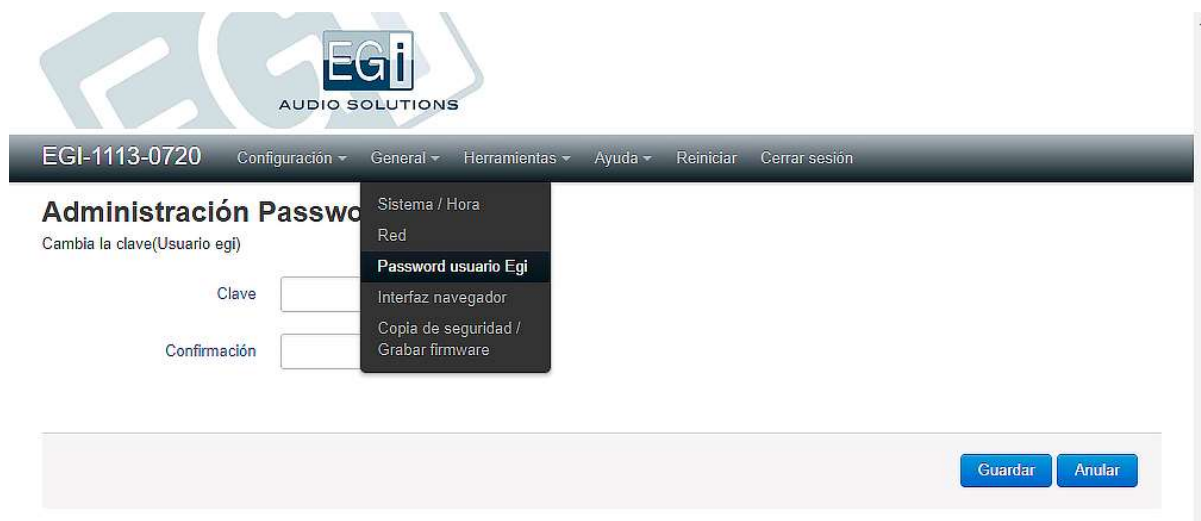 EGi
AUDIO SOLUTIONS
EGI-1113-0720 Configuración General Herramientas Ayuda Reiniciar Cerrar sesión
Administración Passwo
Cambia la clave(Usuario egi)
Sistema / Hora
Red
Password usuario Egi
Interfaz navegador
Copia de seguridad /
Grabar firmware
Clave
Confirmación
Guardar Anular